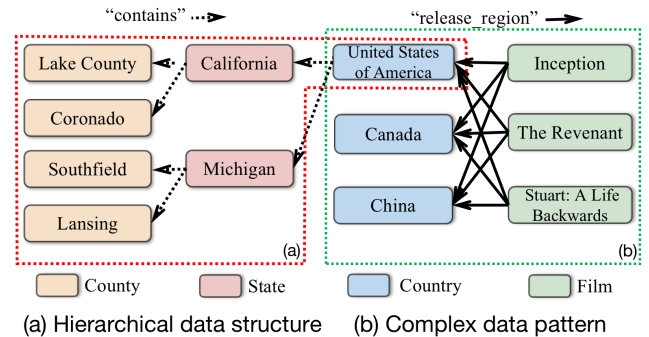 “contains”
“release_region”
Lake County
California
United States
of America
Inception
Coronado
Canada
The Revenant
Southfield
Michigan
Lansing
China
Stuart: A Life
Backwards
(a)
(b)
County
State
Country
Film
(a) Hierarchical data structure
(b) Complex data pattern